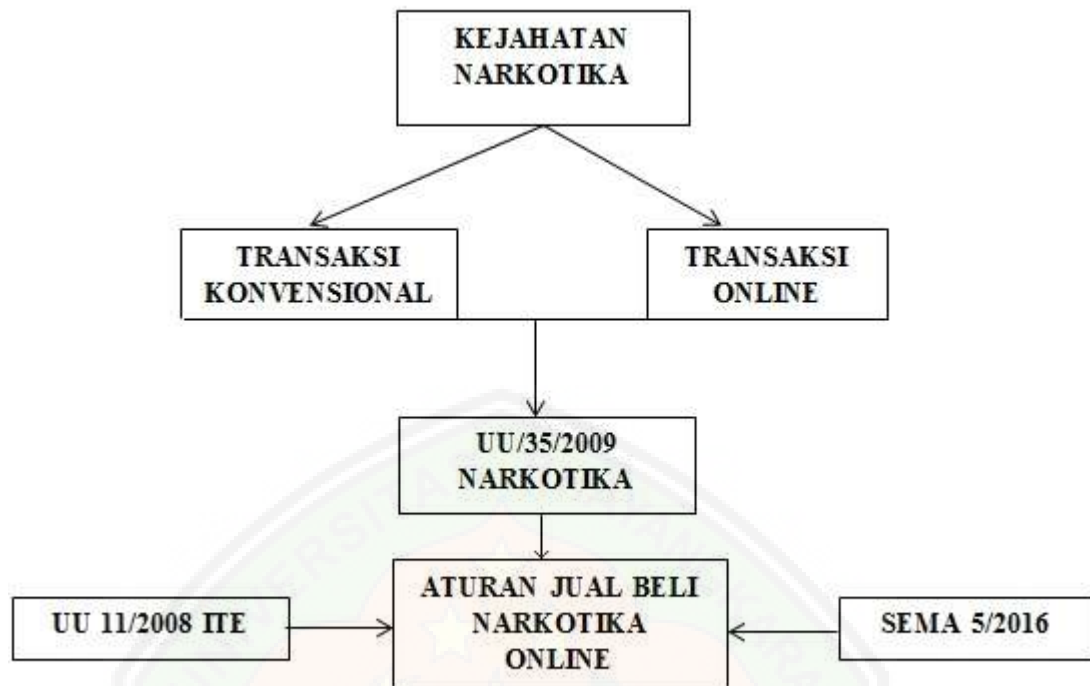 KEJAHATAN
NARKOTIKA
TRANSAKSI
KONVENSIONAL
TRANSAKSI
ONLINE
UU/35/2009
NARKOTIKA
UU 11/2008 ITE
ATURAN JUAL BELI
NARKOTIKA
ONLINE
SEMA 5/2016